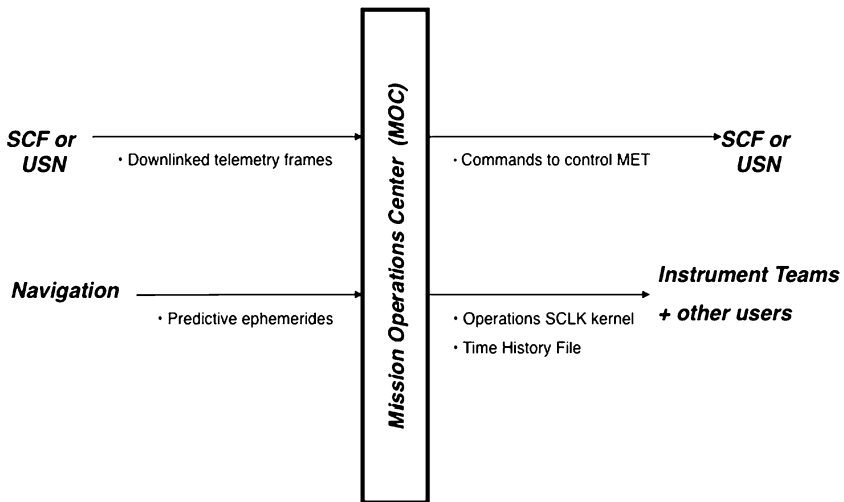 SCF or
USN
· Downlinked telemetry frames
Navigation
· Predictive ephemerides
Mission Operations Center (MOC)
· Commands to control MET
SCF or
USN
· Operations SCLK kernel
· Time History File
Instrument Teams
+ other users